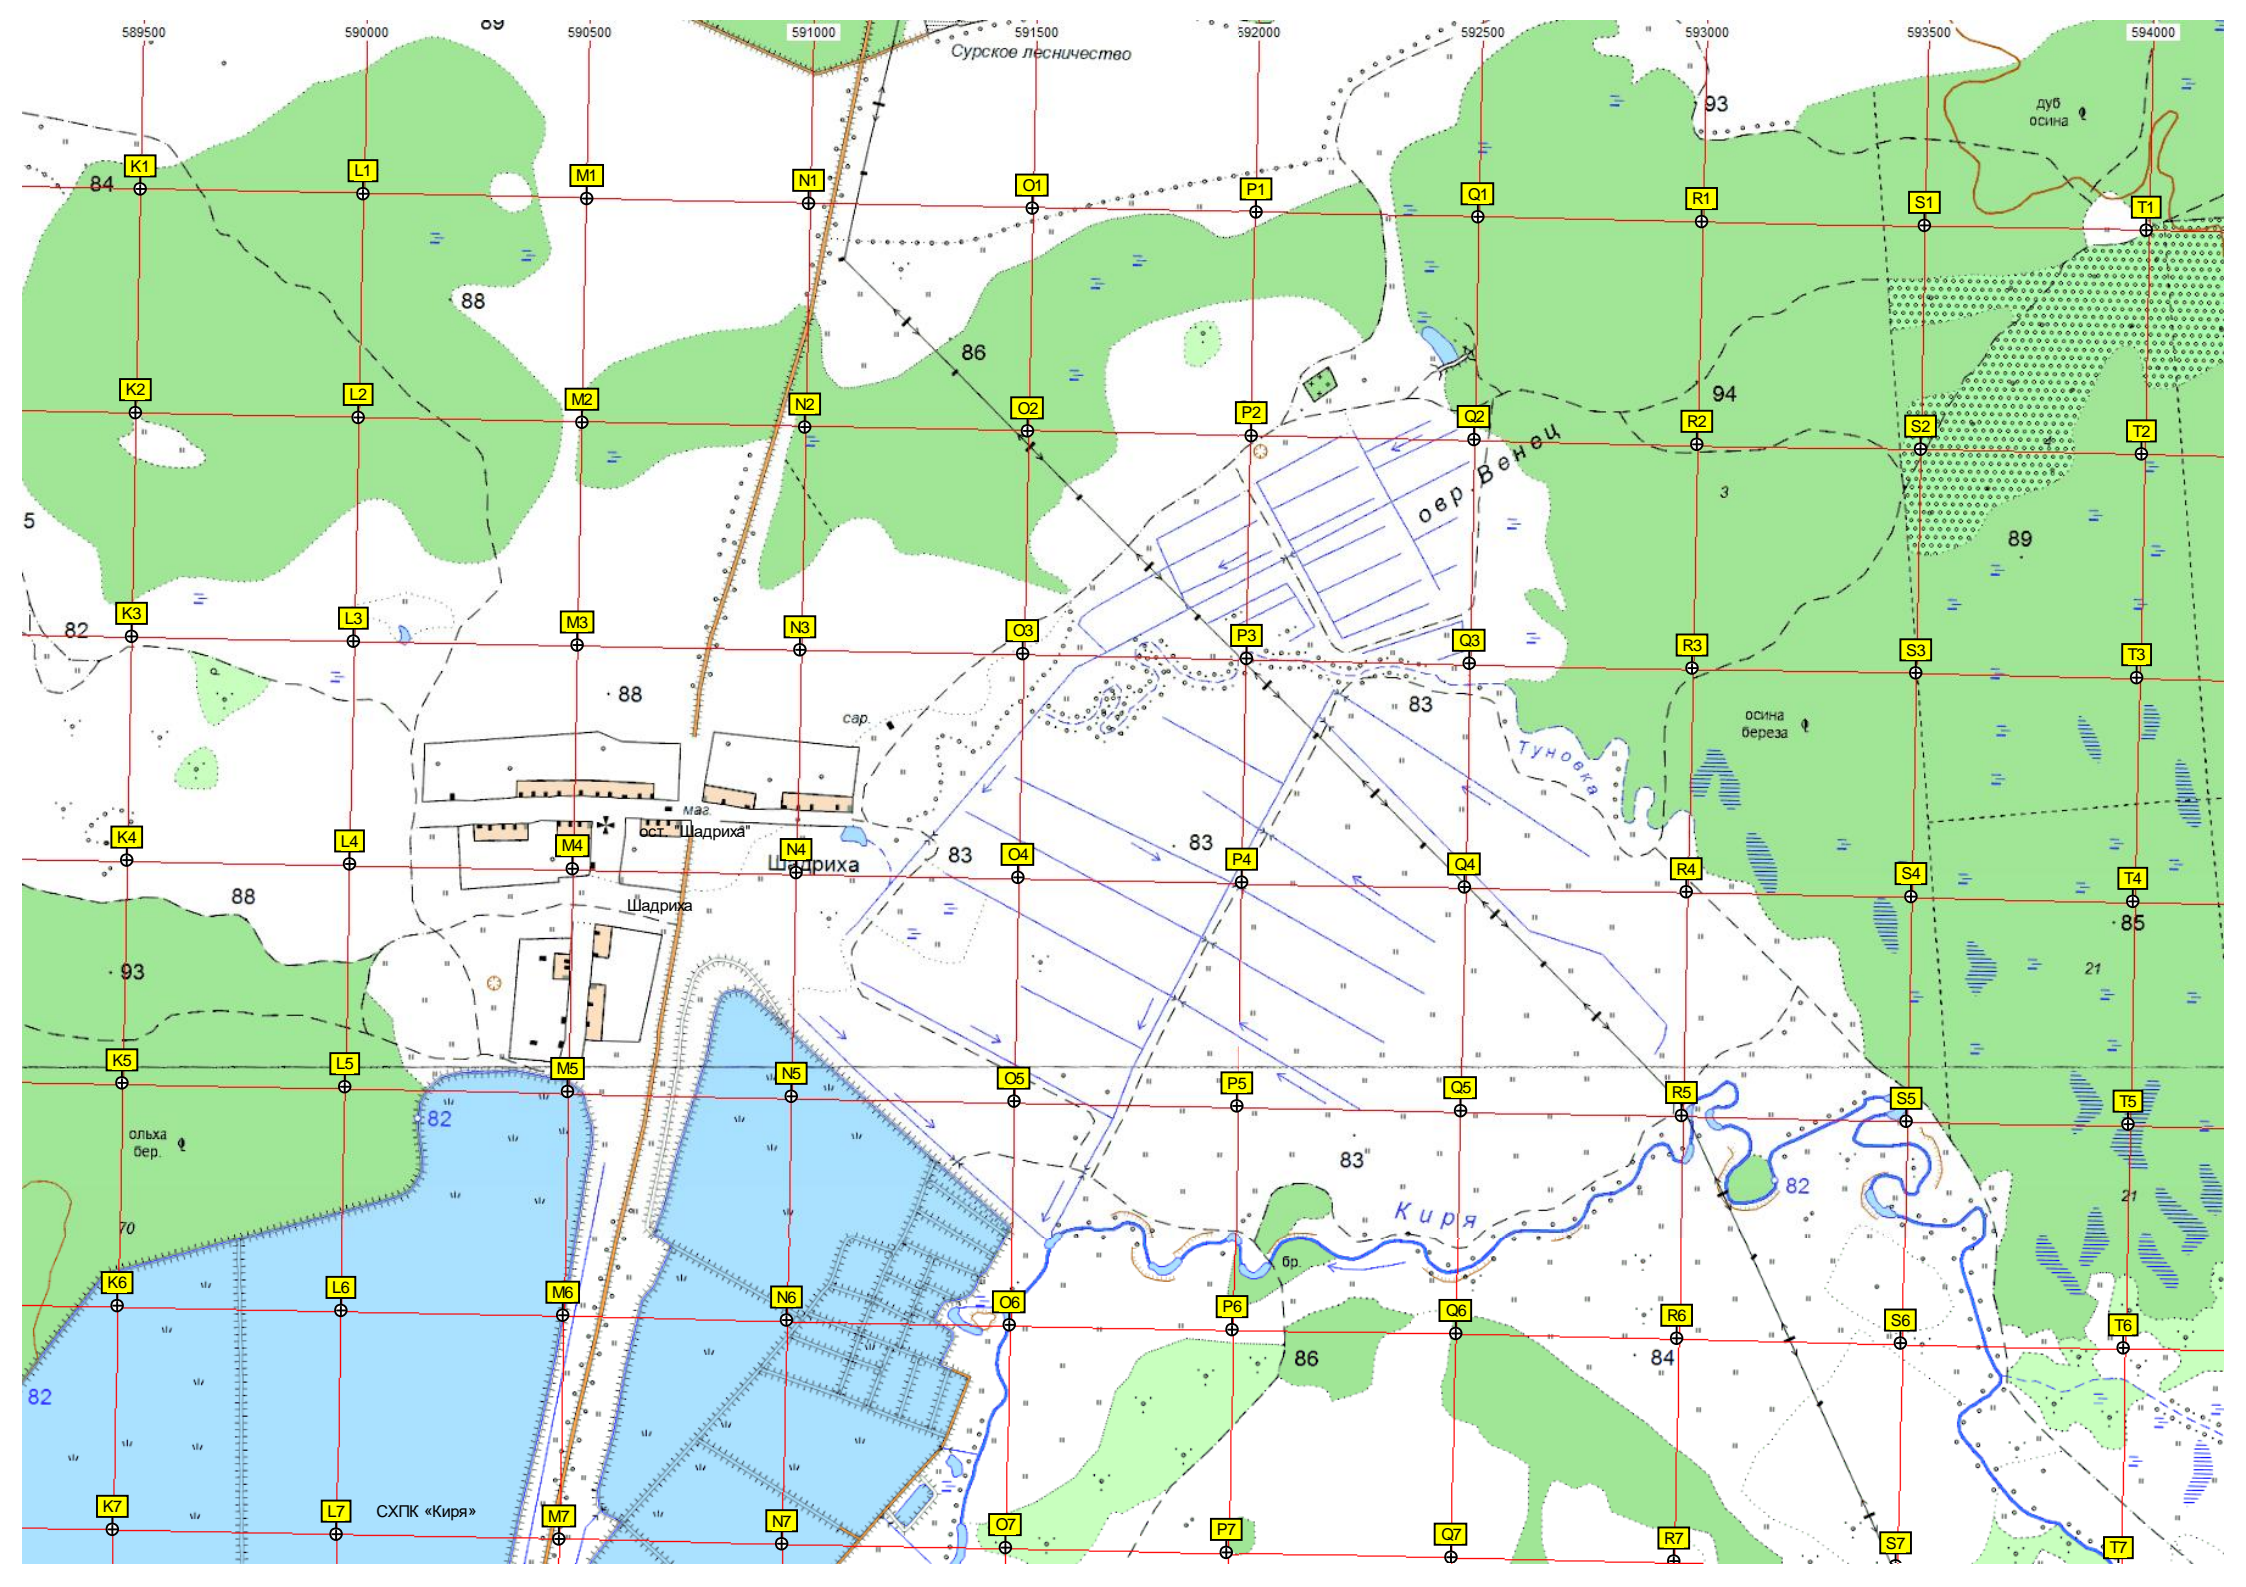 589500 590000 590500 591000 591500 592000 592500 593000 593500 594000
89
Сурское лесничество
93
дуб
осина
K1 L1 M1 N1 O1 P1 Q1 R1 S1 T1
84
88
86
94
K2 L2 M2 N2 O2 P2 Q2 R2 S2 T2
4
овр. Венец
3
5
89
K3 L3 M3 N3 O3 P3 Q3 R3 S3 T3
82
88
83
сар.
осина
береза
Туновка
маг.
ост. "Шадриха"
83
83
K4 L4 M4 N4 O4 P4 Q4 R4 S4 T4
Шадриха
88
Шадриха
85
93
21
K5 L5 M5 N5 O5 P5 Q5 R5 S5 T5
82
ольха
бер.
83
82
21
70
Киря
бр.
K6 L6 M6 N6 O6 P6 Q6 R6 S6 T6
86
84
82
СХПК «Киря»
K7 L7 M7 N7 O7 P7 Q7 R7 S7 T7